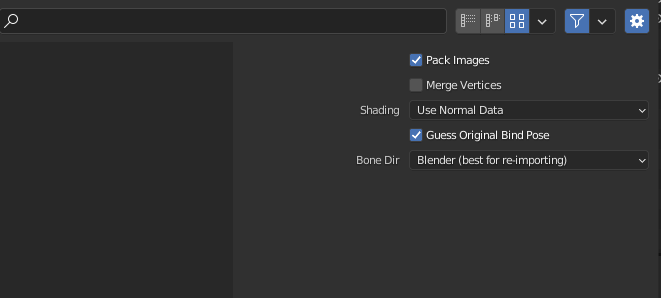 Pack Images
Merge Vertices
Shading Use Normal Data
Guess Original Bind Pose
Bone Dir Blender (best for re-importing)